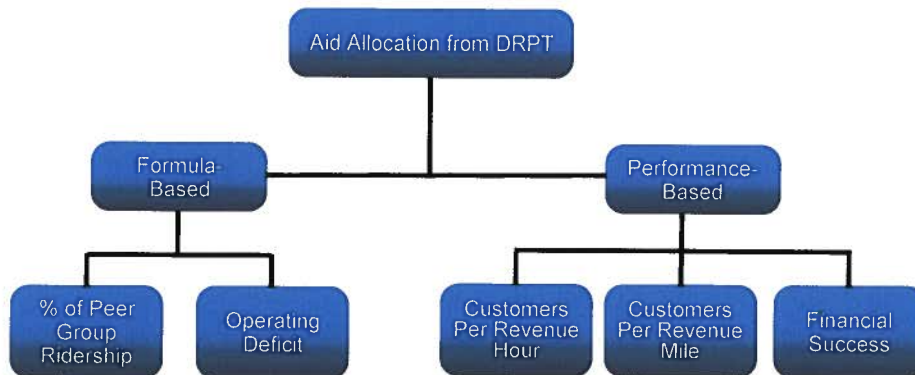 Aid Allocation from DRPT
Formula-
Based
Performance-
Based
% of Peer
Group
Ridership
Operating
Deficit
Customers
Per Revenue
Hour
Customers
Per Revenue
Mile
Financial
Success